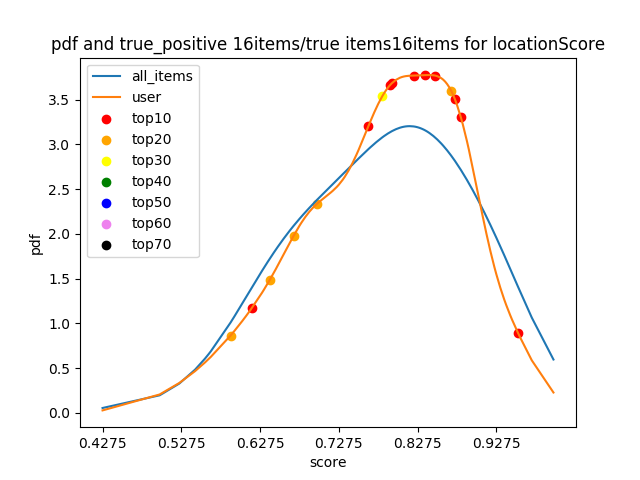 pdf and true_positive 16items/true items16items for locationScore
all_items
user
top10
top20
top30
top40
top50
top60
top70
pdf
3.5
3.0
2.5
2.0
1.5
1.0
0.5
0.0
0.4275 0.5275 0.6275 0.7275 0.8275 0.9275
score